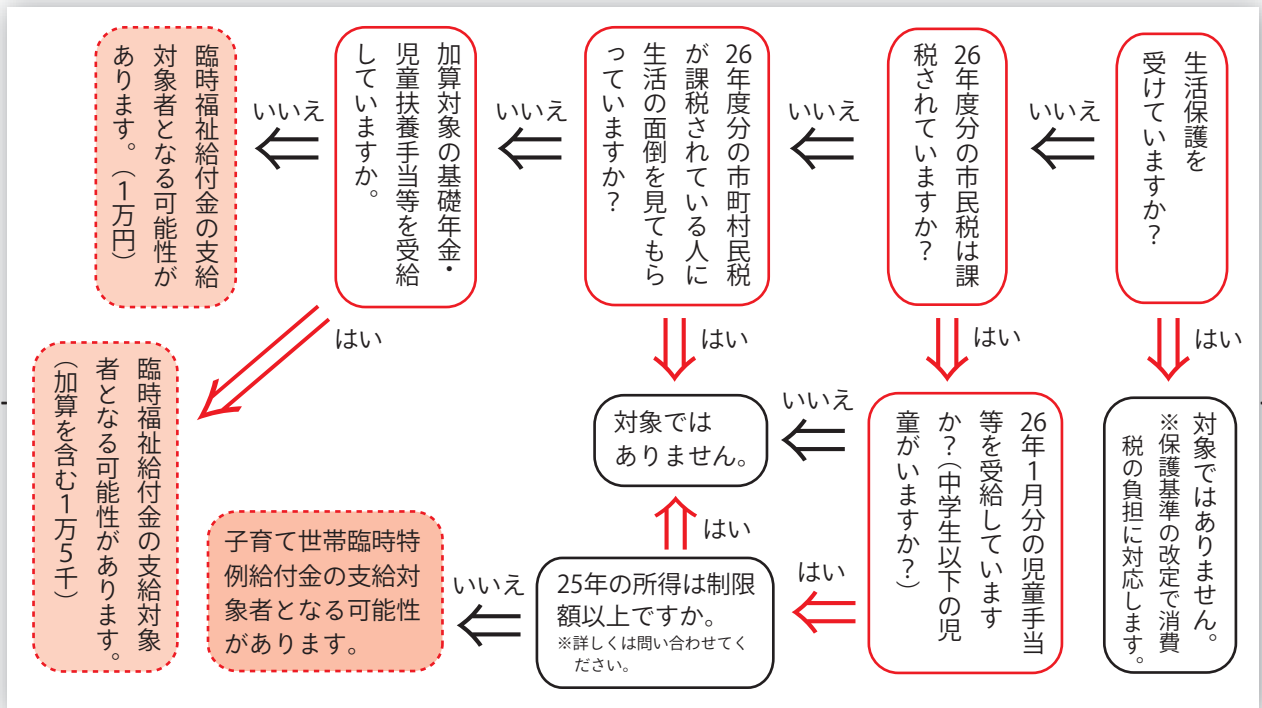 生活保護を
受けていますか？
いいえ
はい
対象ではありません。
※保護基準の改定で消費
税の負担に対応します。
26年度分の市民税は課
税されていますか？
いいえ
はい
26年1月分の児童手当
等を受給しています
か？（中学生以下の児
童がいますか？）
いいえ
はい
26年度分の市町村民税
が課税されている人に
生活の面倒を見てもら
っていますか？
いいえ
はい
対象では
ありません。
はい
25年の所得は制限
額以上ですか。
※詳しくは問い合わせてく
ださい。
いいえ
子育て世帯臨時特
例給付金の支給対
象者となる可能性
があります。
加算対象の基礎年金・
児童扶養手当等を受給
していますか。
いいえ
はい
臨時福祉給付金の支給
対象者となる可能性が
あります。（1万円）
臨時福祉給付金の支給対象
者となる可能性があります。
（加算を含む1万5千）